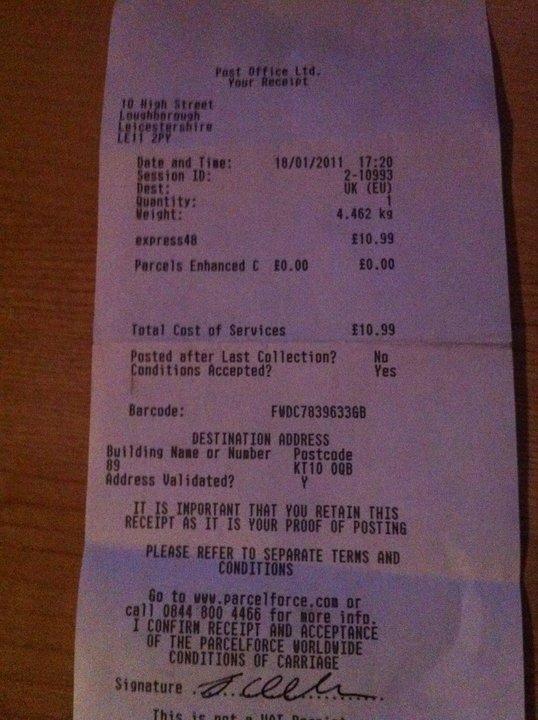 Post Office Ltd.
Your Receipt
10 High Street
Loughborough
Leicestershire
LE11 2PY
Date and Time: 18/01/2011 17:20
Session ID: 2-10993
Dest: UK (EU)
Quantity: 1
Weight: 4.462 kg
express48 £10.99
Parcels Enhanced C £0.00 £0.00
Total Cost of Services £10.99
Posted after Last Collection? No
Conditions Accepted? Yes
Barcode: FWDC7839633GB
DESTINATION ADDRESS
Building Name or Number Postcode
89 KT10 0QB
Address Validated? Y
IT IS IMPORTANT THAT YOU RETAIN THIS
RECEIPT AS IT IS YOUR PROOF OF POSTING
PLEASE REFER TO SEPARATE TERMS AND
CONDITIONS
Go to www.parcelforce.com or
call 0844 800 4466 for more info.
I CONFIRM RECEIPT AND ACCEPTANCE
OF THE PARCELFORCE WORLDWIDE
CONDITIONS OF CARRIAGE
Signature
This is not a VAT Receipt